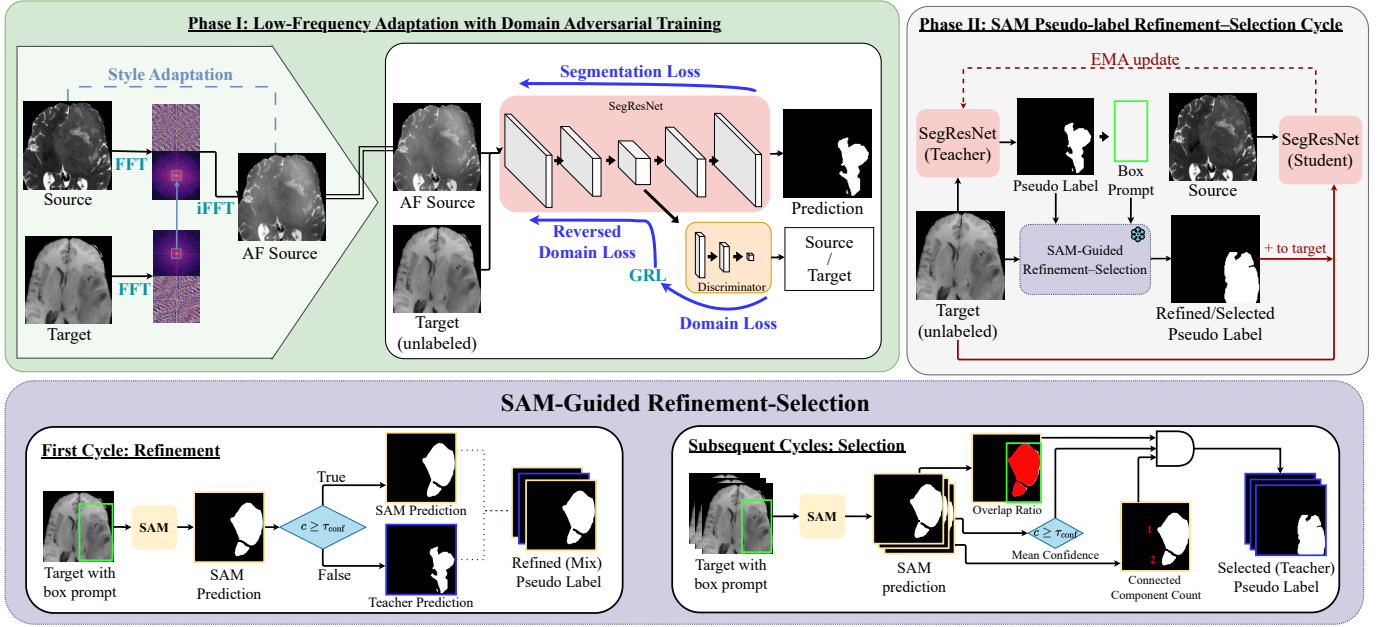 Phase I: Low-Frequency Adaptation with Domain Adversarial Training
Style Adaptation
FFT
Source
iFFT
AF Source
FFT
Target
AF Source
Target
(unlabeled)
Segmentation Loss
SegResNet
Prediction
Reversed
Domain Loss
GRL
Discriminator
Source
/
Target
Domain Loss
Phase II: SAM Pseudo-label Refinement–Selection Cycle
EMA update
SegResNet
(Teacher)
Pseudo Label
Box
Prompt
Source
SegResNet
(Student)
SAM-Guided
Refinement–Selection
+ to target
Target
(unlabeled)
Refined/Selected
Pseudo Label
SAM-Guided Refinement-Selection
First Cycle: Refinement
Target with
box prompt
SAM
SAM
Prediction
c ≥ τconf
True
False
SAM Prediction
Teacher Prediction
Refined (Mix)
Pseudo Label
Subsequent Cycles: Selection
Target with
box prompt
SAM
SAM
prediction
Overlap Ratio
c ≥ τconf
Mean Confidence
1
2
Connected
Component Count
Selected (Teacher)
Pseudo Label